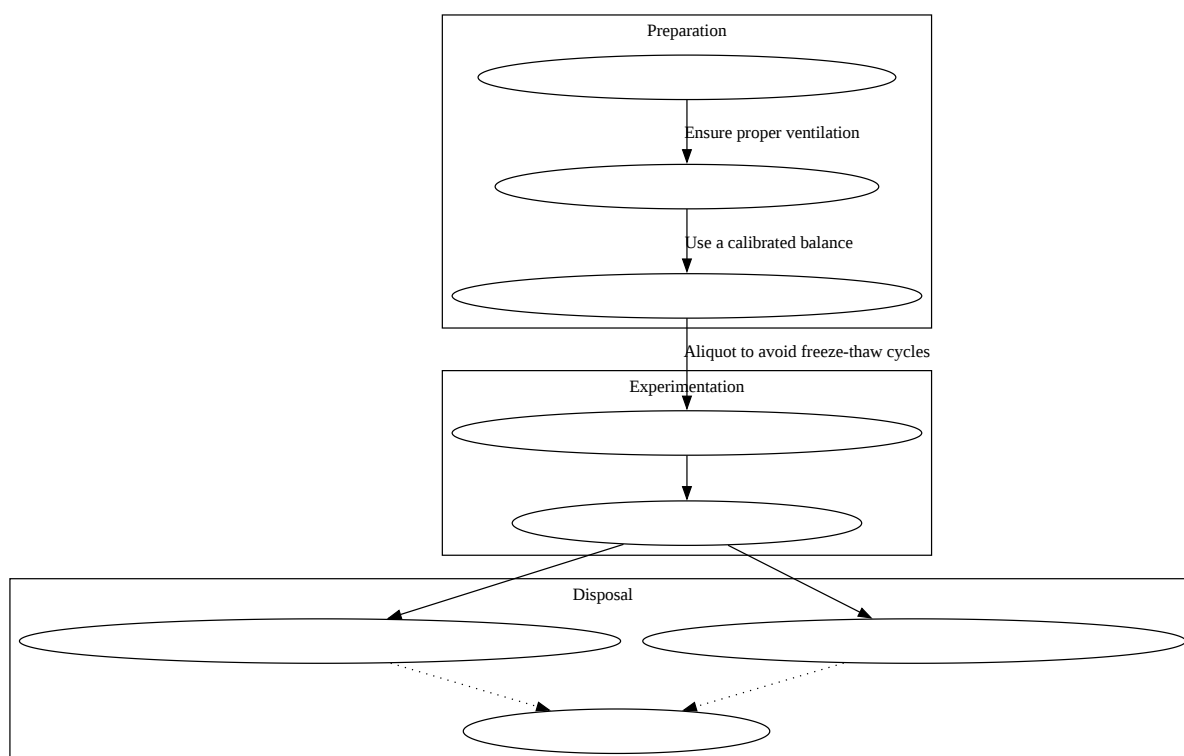 Preparation
Ensure proper ventilation
Use a calibrated balance
Aliquot to avoid freeze-thaw cycles
Experimentation
Disposal